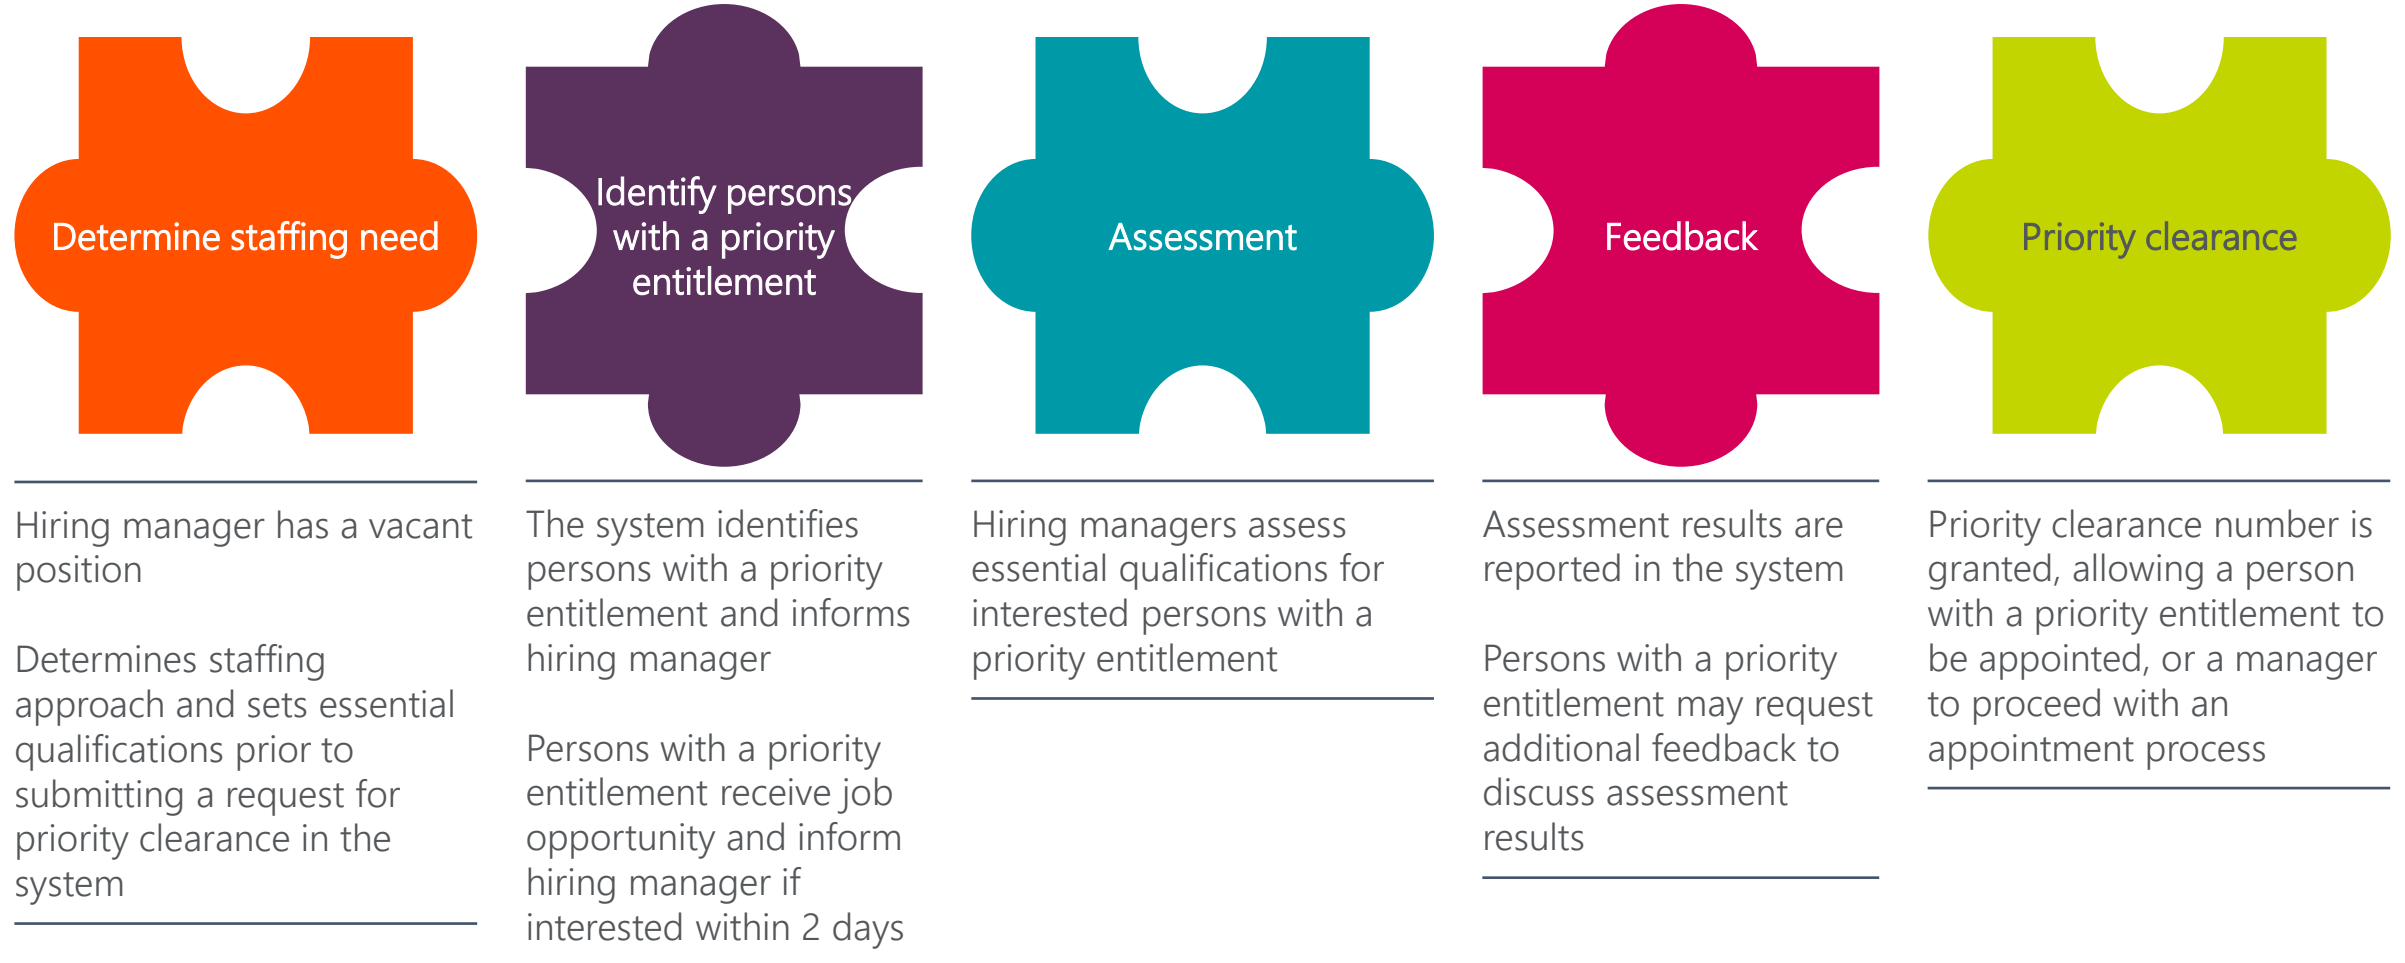 Determine staffing need
Identify persons
with a priority
entitlement
Assessment
Feedback
Priority clearance
Hiring manager has a vacant
position
Determines staffing
approach and sets essential
qualifications prior to
submitting a request for
priority clearance in the
system
The system identifies
persons with a priority
entitlement and informs
hiring manager
Persons with a priority
entitlement receive job
opportunity and inform
hiring manager if
interested within 2 days
Hiring managers assess
essential qualifications for
interested persons with a
priority entitlement
Assessment results are
reported in the system
Persons with a priority
entitlement may request
additional feedback to
discuss assessment
results
Priority clearance number is
granted, allowing a person
with a priority entitlement to
be appointed, or a manager
to proceed with an
appointment process